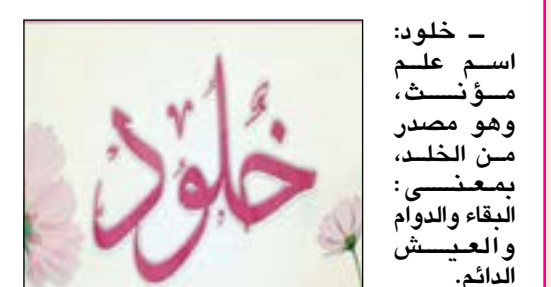 ـ خلود:
اسم علم
مؤنث،
وهو مصدر
من الخلد،
بمعنى:
البقاء والدوام
والعيش
الدائم.
خُلُود